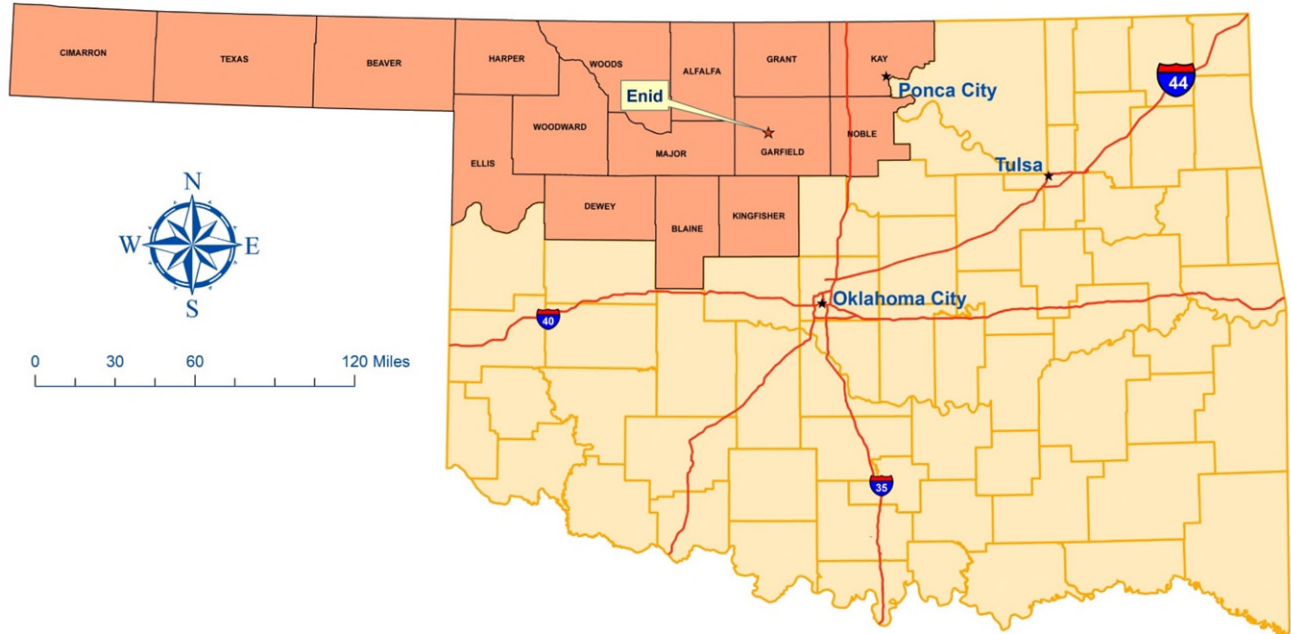 CIMARRON
TEXAS
BEAVER
HARPER
WOODS
ALFALFA
GRANT
KAY
44
Enid
Ponca City
WOODWARD
NOBLE
ELLIS
MAJOR
GARFIELD
Tulsa
N
W E
S
DEWEY
BLAINE
KINGFISHER
Oklahoma City
40
0 30 60 120 Miles
35